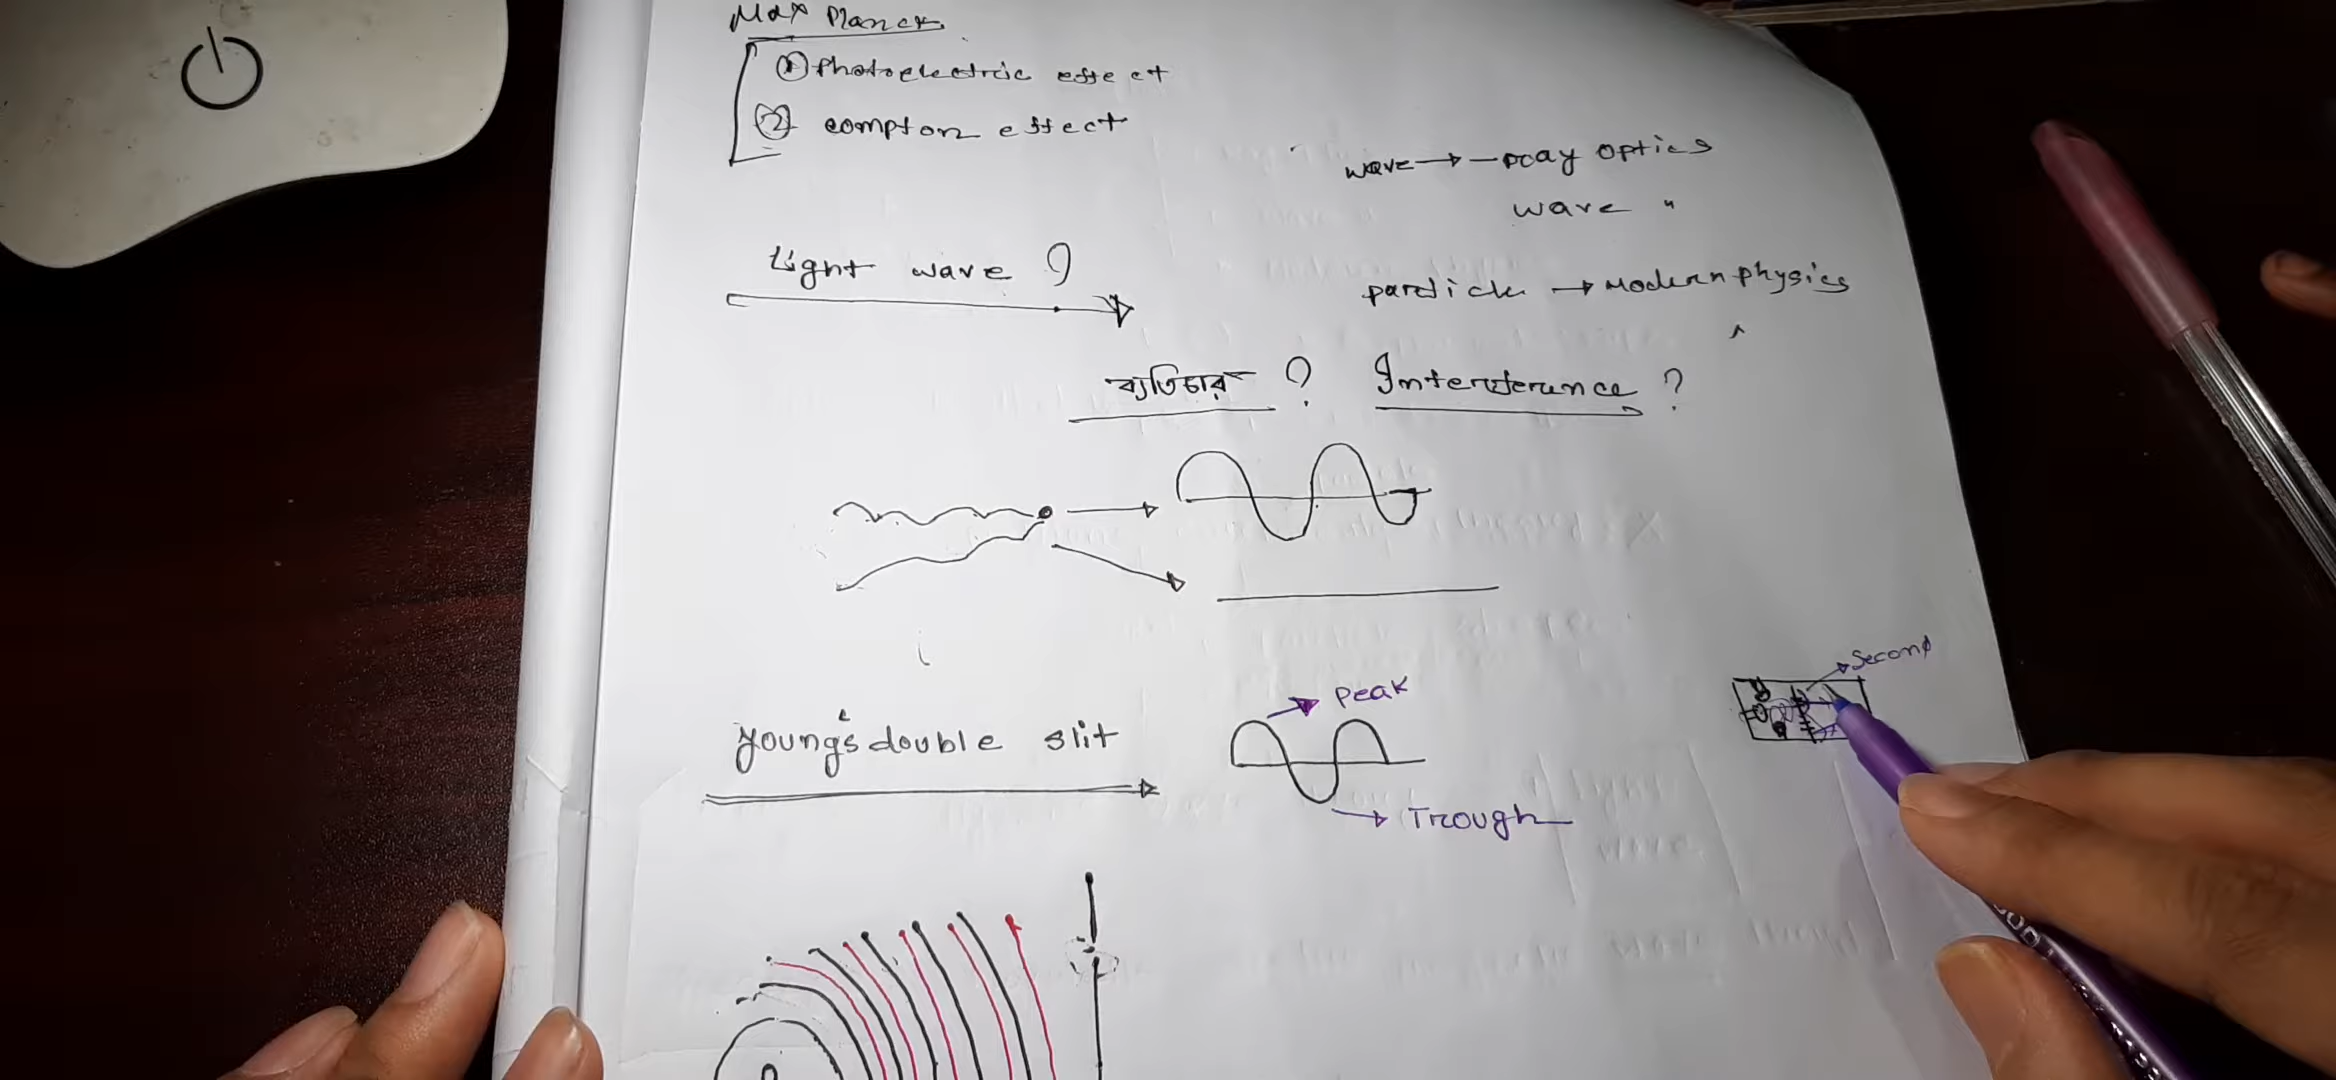 Max Planck
① Photoelectric effect
② compton effect
wave → ray optics
wave "
Light wave ?
particle → Modern physics
ব্যতিচার ? Interference ?
Second
Peak
young's double slit
Trough